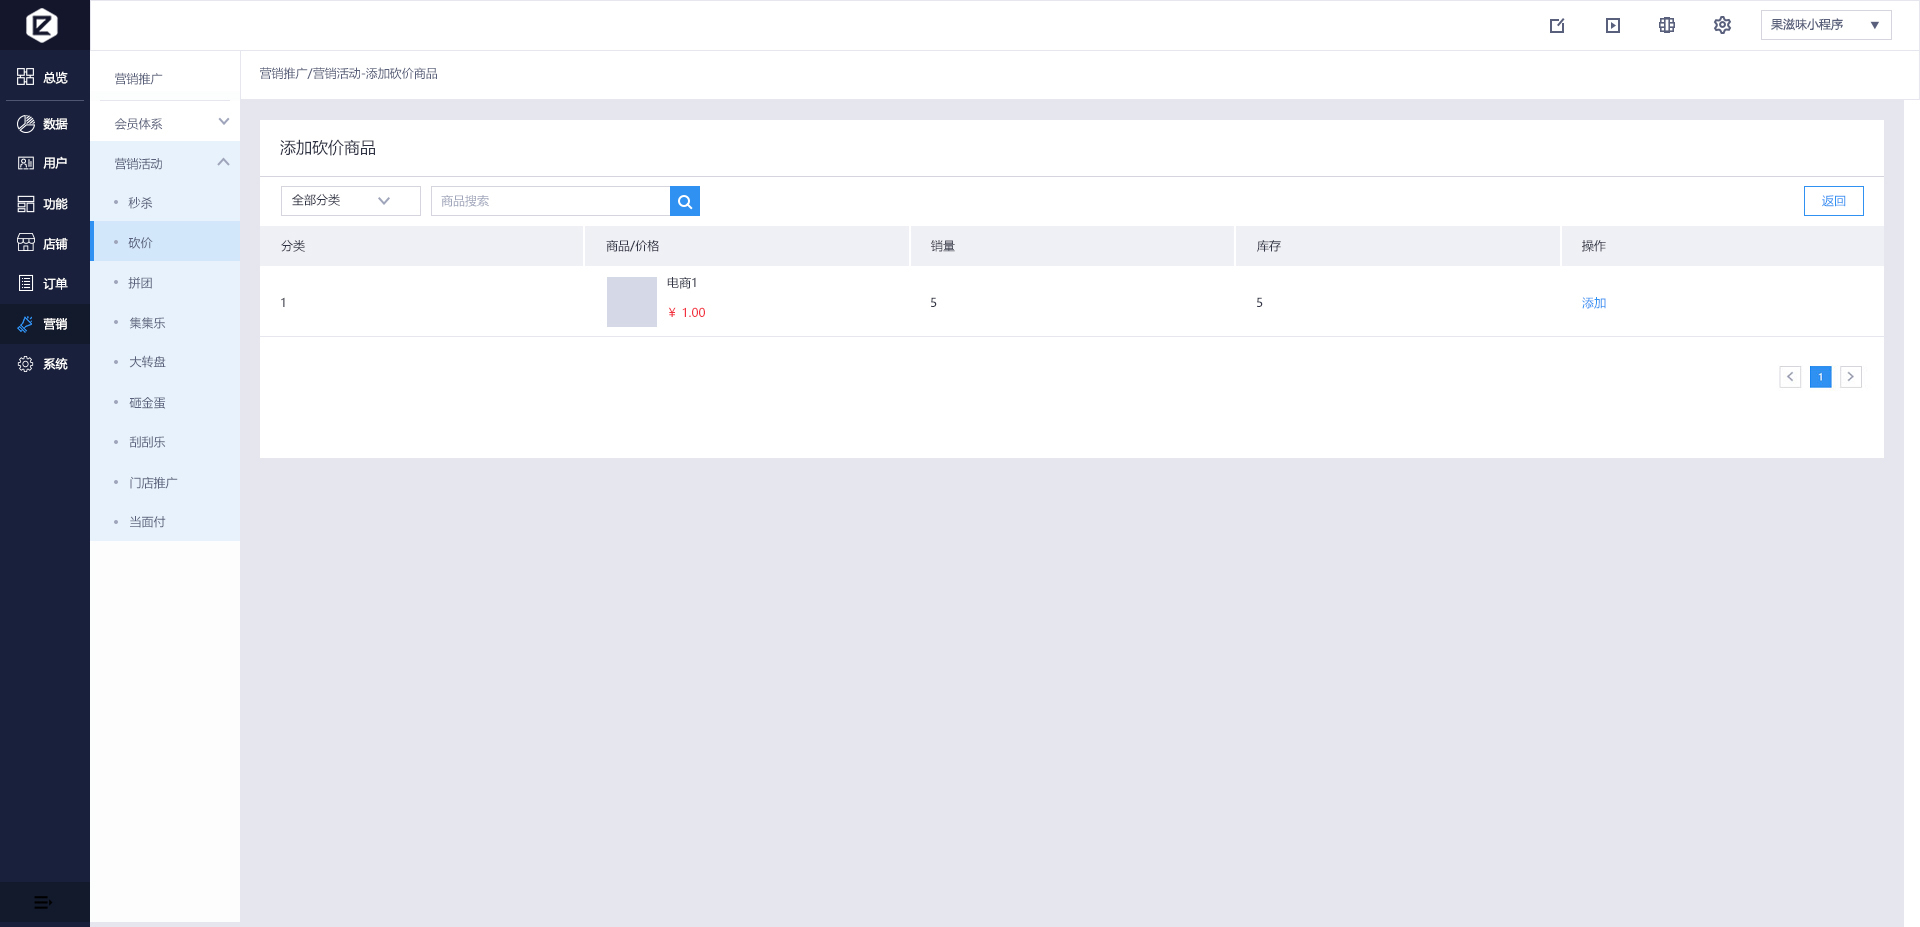 果滋味小程序
总览
数据
用户
功能
店铺
订单
营销
系统
营销推广
会员体系
营销活动
秒杀
砍价
拼团
集集乐
大转盘
砸金蛋
刮刮乐
门店推广
当面付
营销推广/营销活动-添加砍价商品
添加砍价商品
全部分类
商品搜索
返回
分类 商品/价格 销量 库存 操作
1 电商1 5 5 添加
¥ 1.00
1